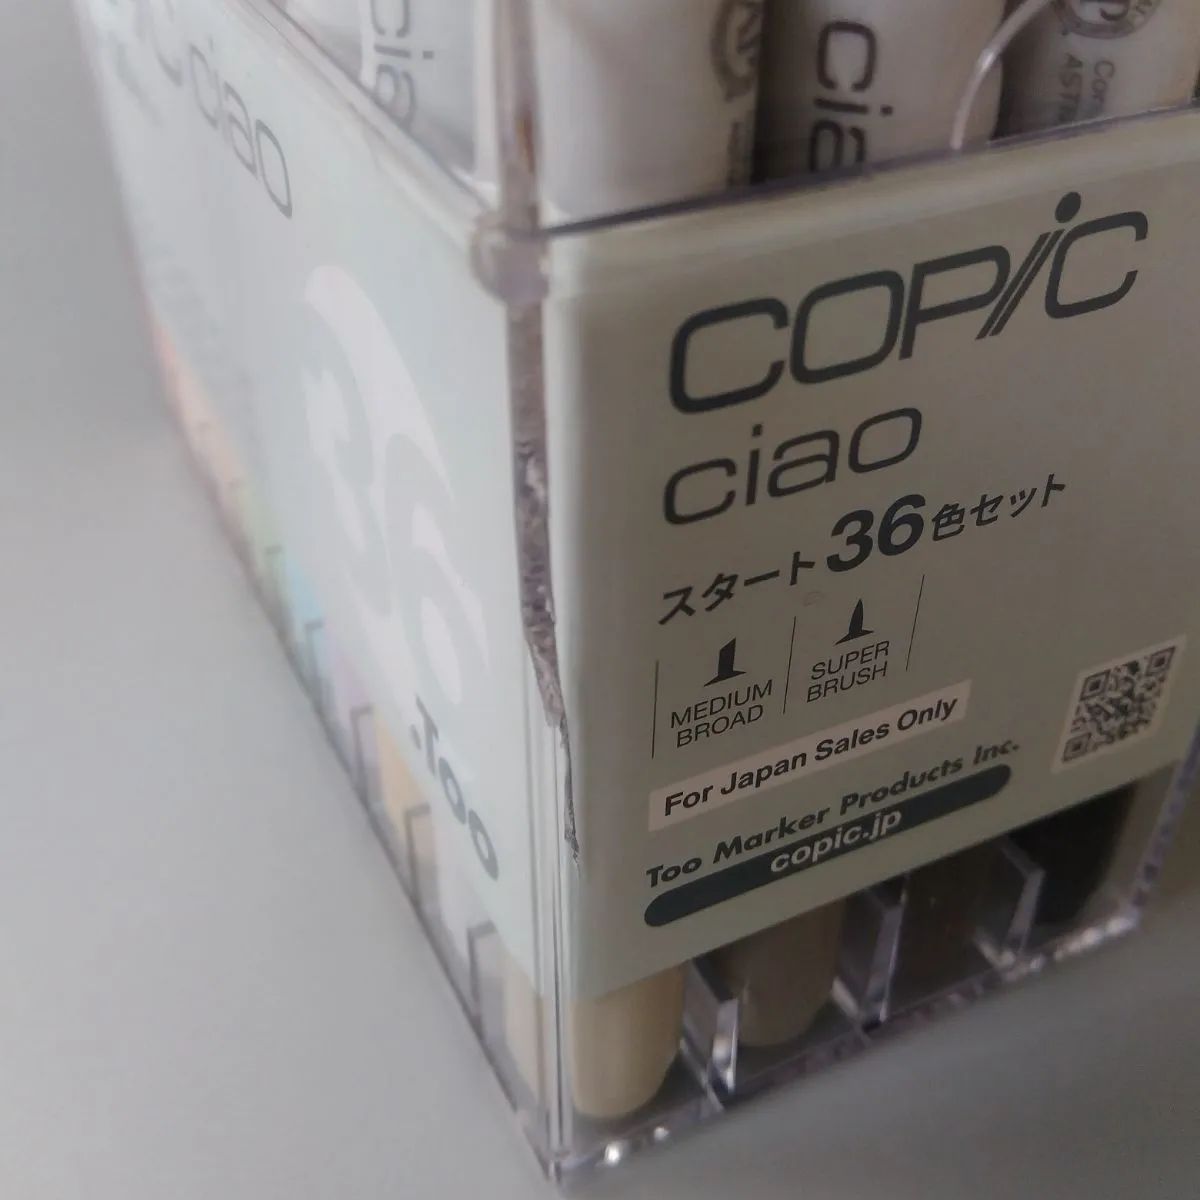 ciao
cia
COPIC
ciao
スタート36色セット
MEDIUM
BROAD
SUPER
BRUSH
For Japan Sales Only
Too Marker Products Inc.
copic.jp
ciao
36
.Too